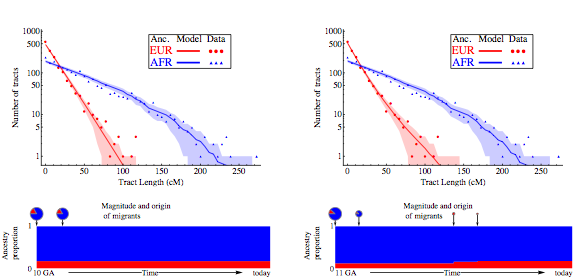 1000
500
100
50
10
5
1
Number of tracts
Anc. Model Data
EUR
AFR
0 50 100 150 200 250
Tract Length (cM)
Magnitude and origin
of migrants
1
0
Ancestry
proportion
10 GA Time today
1000
500
100
50
10
5
1
Number of tracts
Anc. Model Data
EUR
AFR
0 50 100 150 200 250
Tract Length (cM)
Magnitude and origin
of migrants
1
0
Ancestry
proportion
11 GA Time today